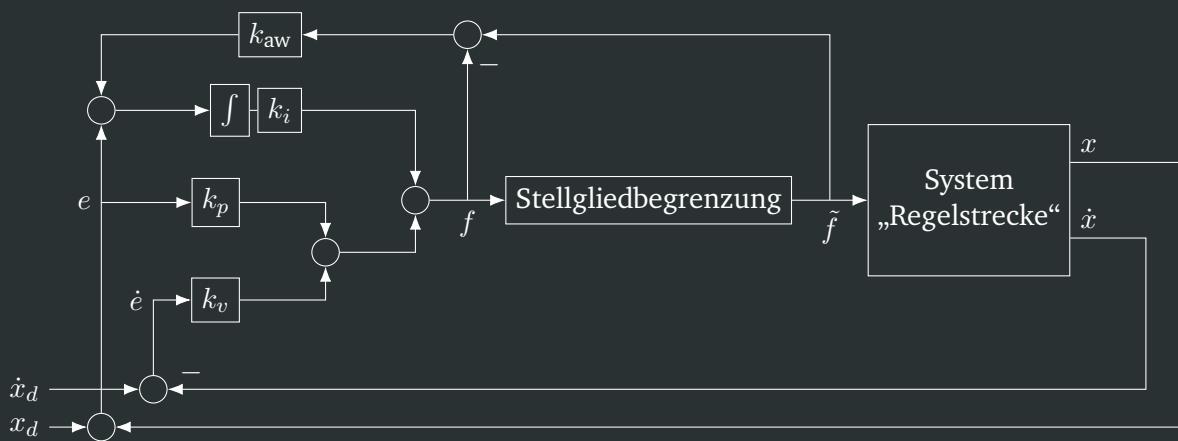 k_aw
−
∫ k_i
x
System
e
k_p
Stellgliedbegrenzung
„Regelstrecke“
f
f̃
ẋ
ė
k_v
−
ẋ_d
x_d